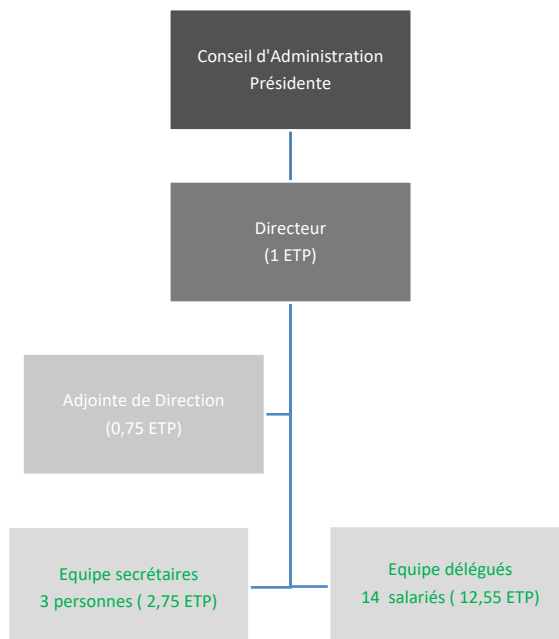 Conseil d'Administration
Présidente
Directeur
(1 ETP)
Adjointe de Direction
(0,75 ETP)
Equipe secrétaires
3 personnes ( 2,75 ETP)
Equipe délégués
14 salariés ( 12,55 ETP)